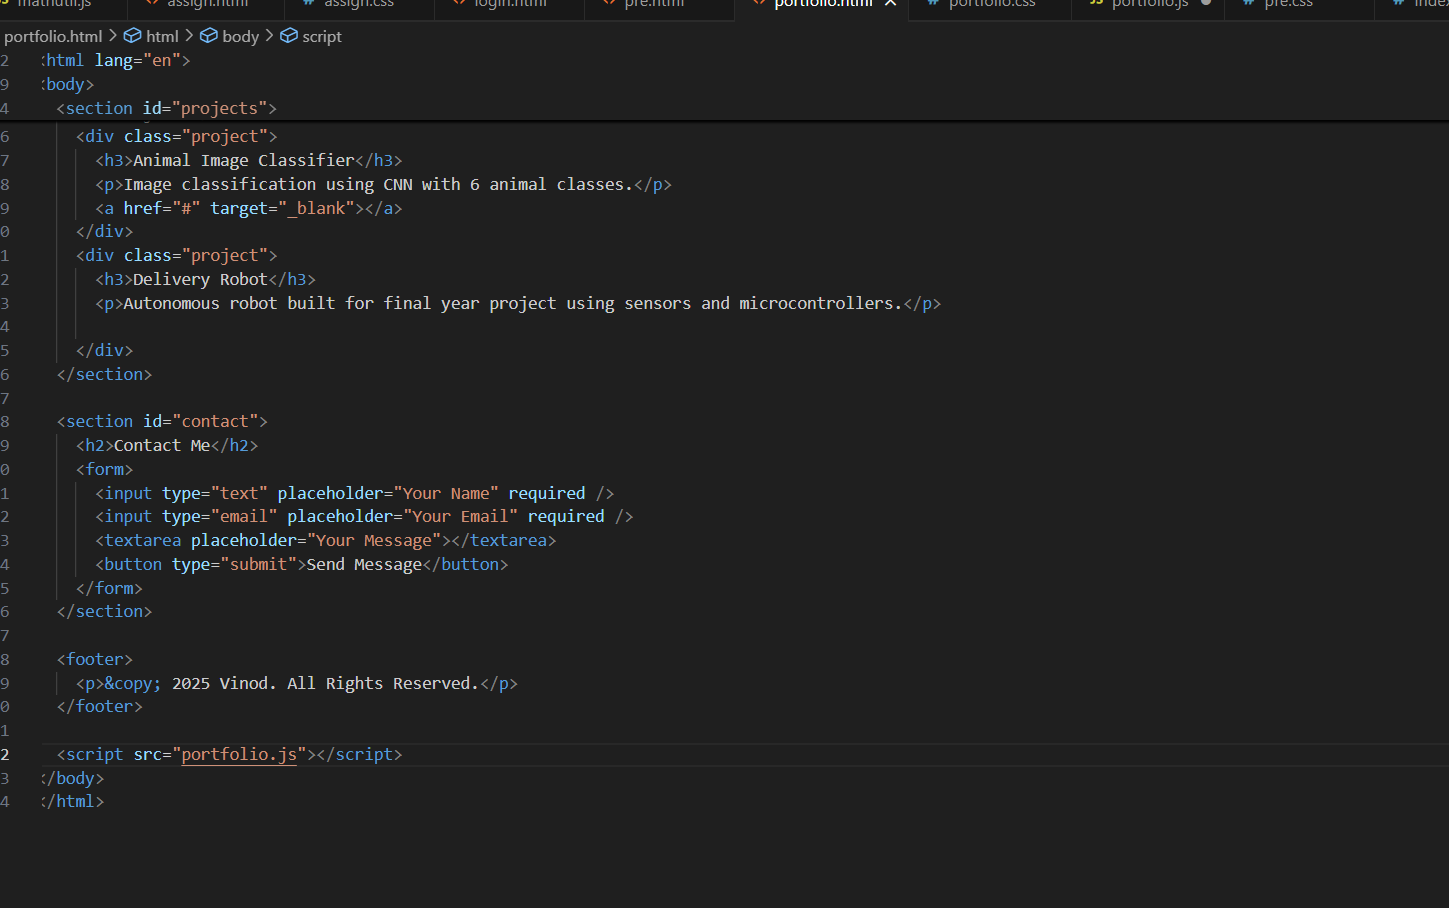 mathutil.js assign.html assign.css login.html pre.html portfolio.html portfolio.css portfolio.js pre.css
portfolio.html > html > body > script
2 <html lang="en">
9 <body>
4 <section id="projects">
6 <div class="project">
7 <h3>Animal Image Classifier</h3>
8 <p>Image classification using CNN with 6 animal classes.</p>
9 <a href="#" target="_blank"></a>
0 </div>
1 <div class="project">
2 <h3>Delivery Robot</h3>
3 <p>Autonomous robot built for final year project using sensors and microcontrollers.</p>
4
5 </div>
6 </section>
7
8 <section id="contact">
9 <h2>Contact Me</h2>
0 <form>
1 <input type="text" placeholder="Your Name" required />
2 <input type="email" placeholder="Your Email" required />
3 <textarea placeholder="Your Message"></textarea>
4 <button type="submit">Send Message</button>
5 </form>
6 </section>
7
8 <footer>
9 <p>&copy; 2025 Vinod. All Rights Reserved.</p>
0 </footer>
1
2 <script src="portfolio.js"></script>
3 </body>
4 </html>